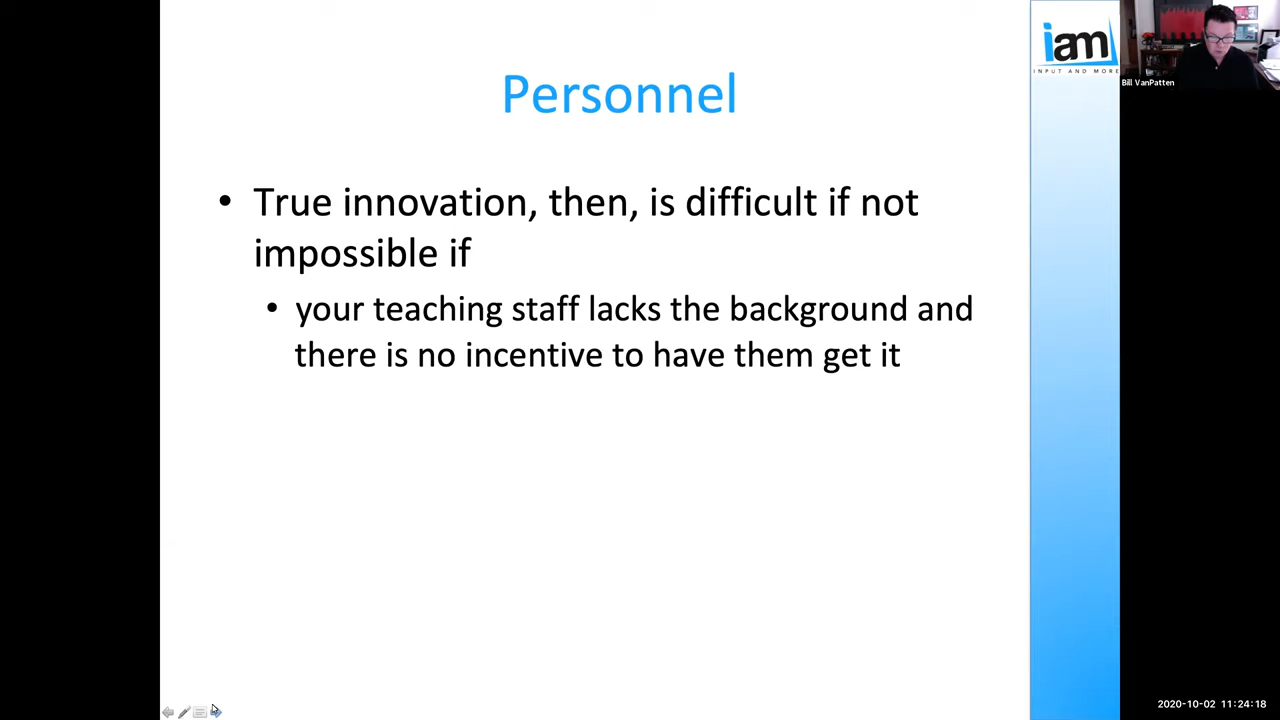 Personnel
• True innovation, then, is difficult if not
impossible if
• your teaching staff lacks the background and
there is no incentive to have them get it
iam
INPUT AND MORE
Bill VanPatten
2020-10-02 11:24:18